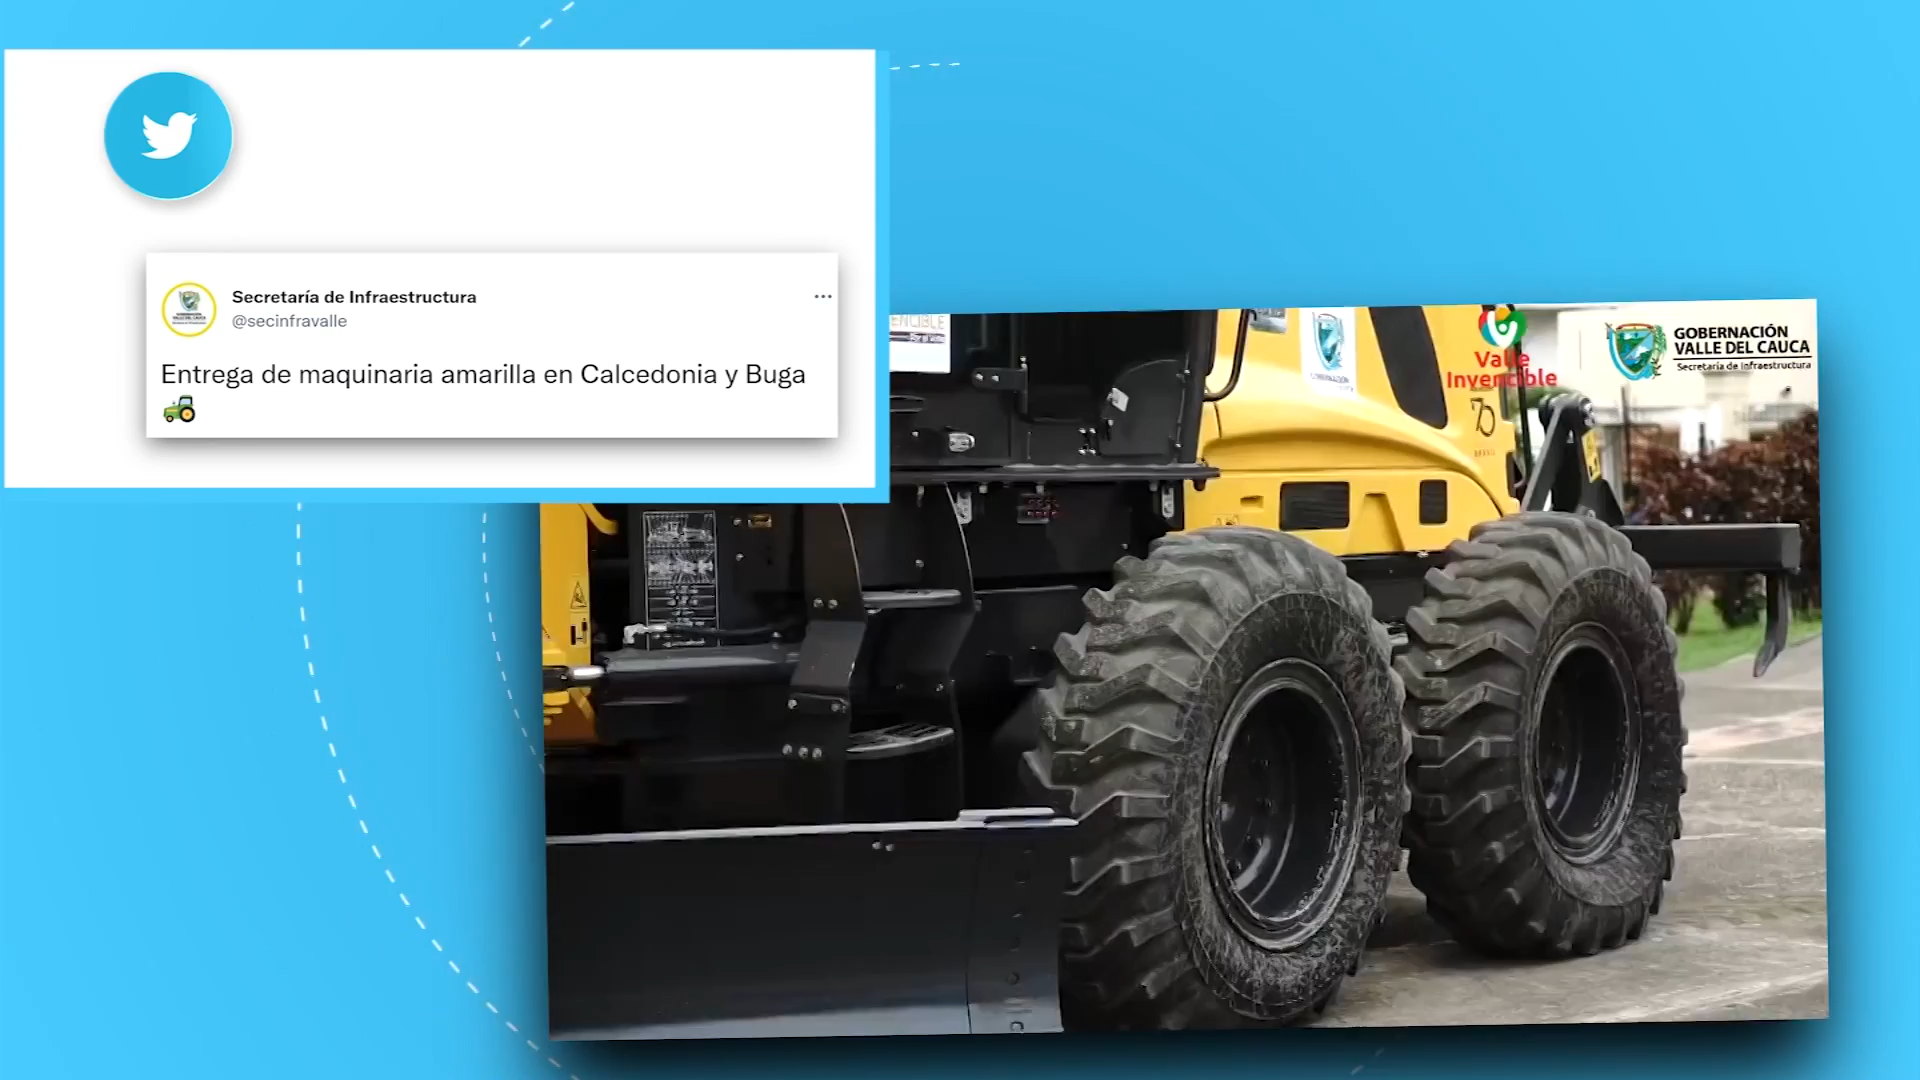 Secretaría de Infraestructura
@secinfravalle
Entrega de maquinaria amarilla en Calcedonia y Buga
Valle
Invencible
GOBERNACIÓN
VALLE DEL CAUCA
Secretaría de Infraestructura
70